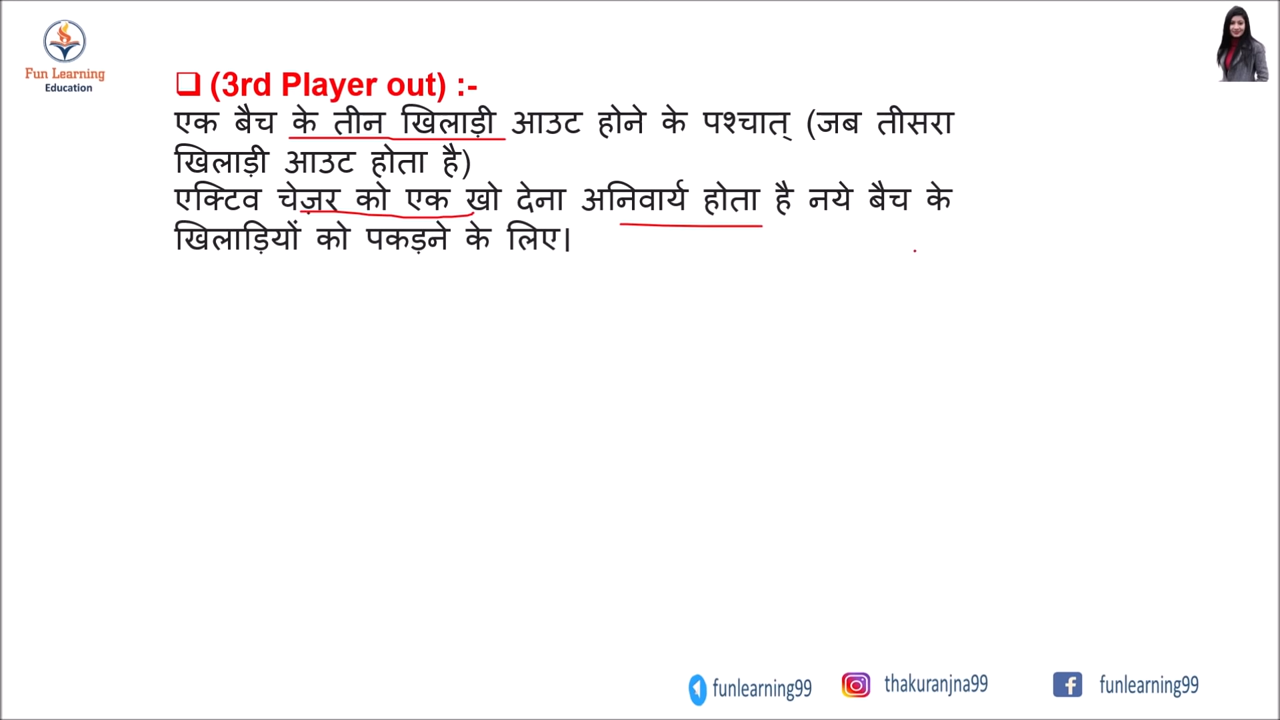 Fun Learning
Education
(3rd Player out) :-
एक बैच के तीन खिलाड़ी आउट होने के पश्चात् (जब तीसरा
खिलाड़ी आउट होता है)
एक्टिव चेज़र को एक खो देना अनिवार्य होता है नये बैच के
खिलाड़ियों को पकड़ने के लिए।
funlearning99
thakuranjna99
funlearning99